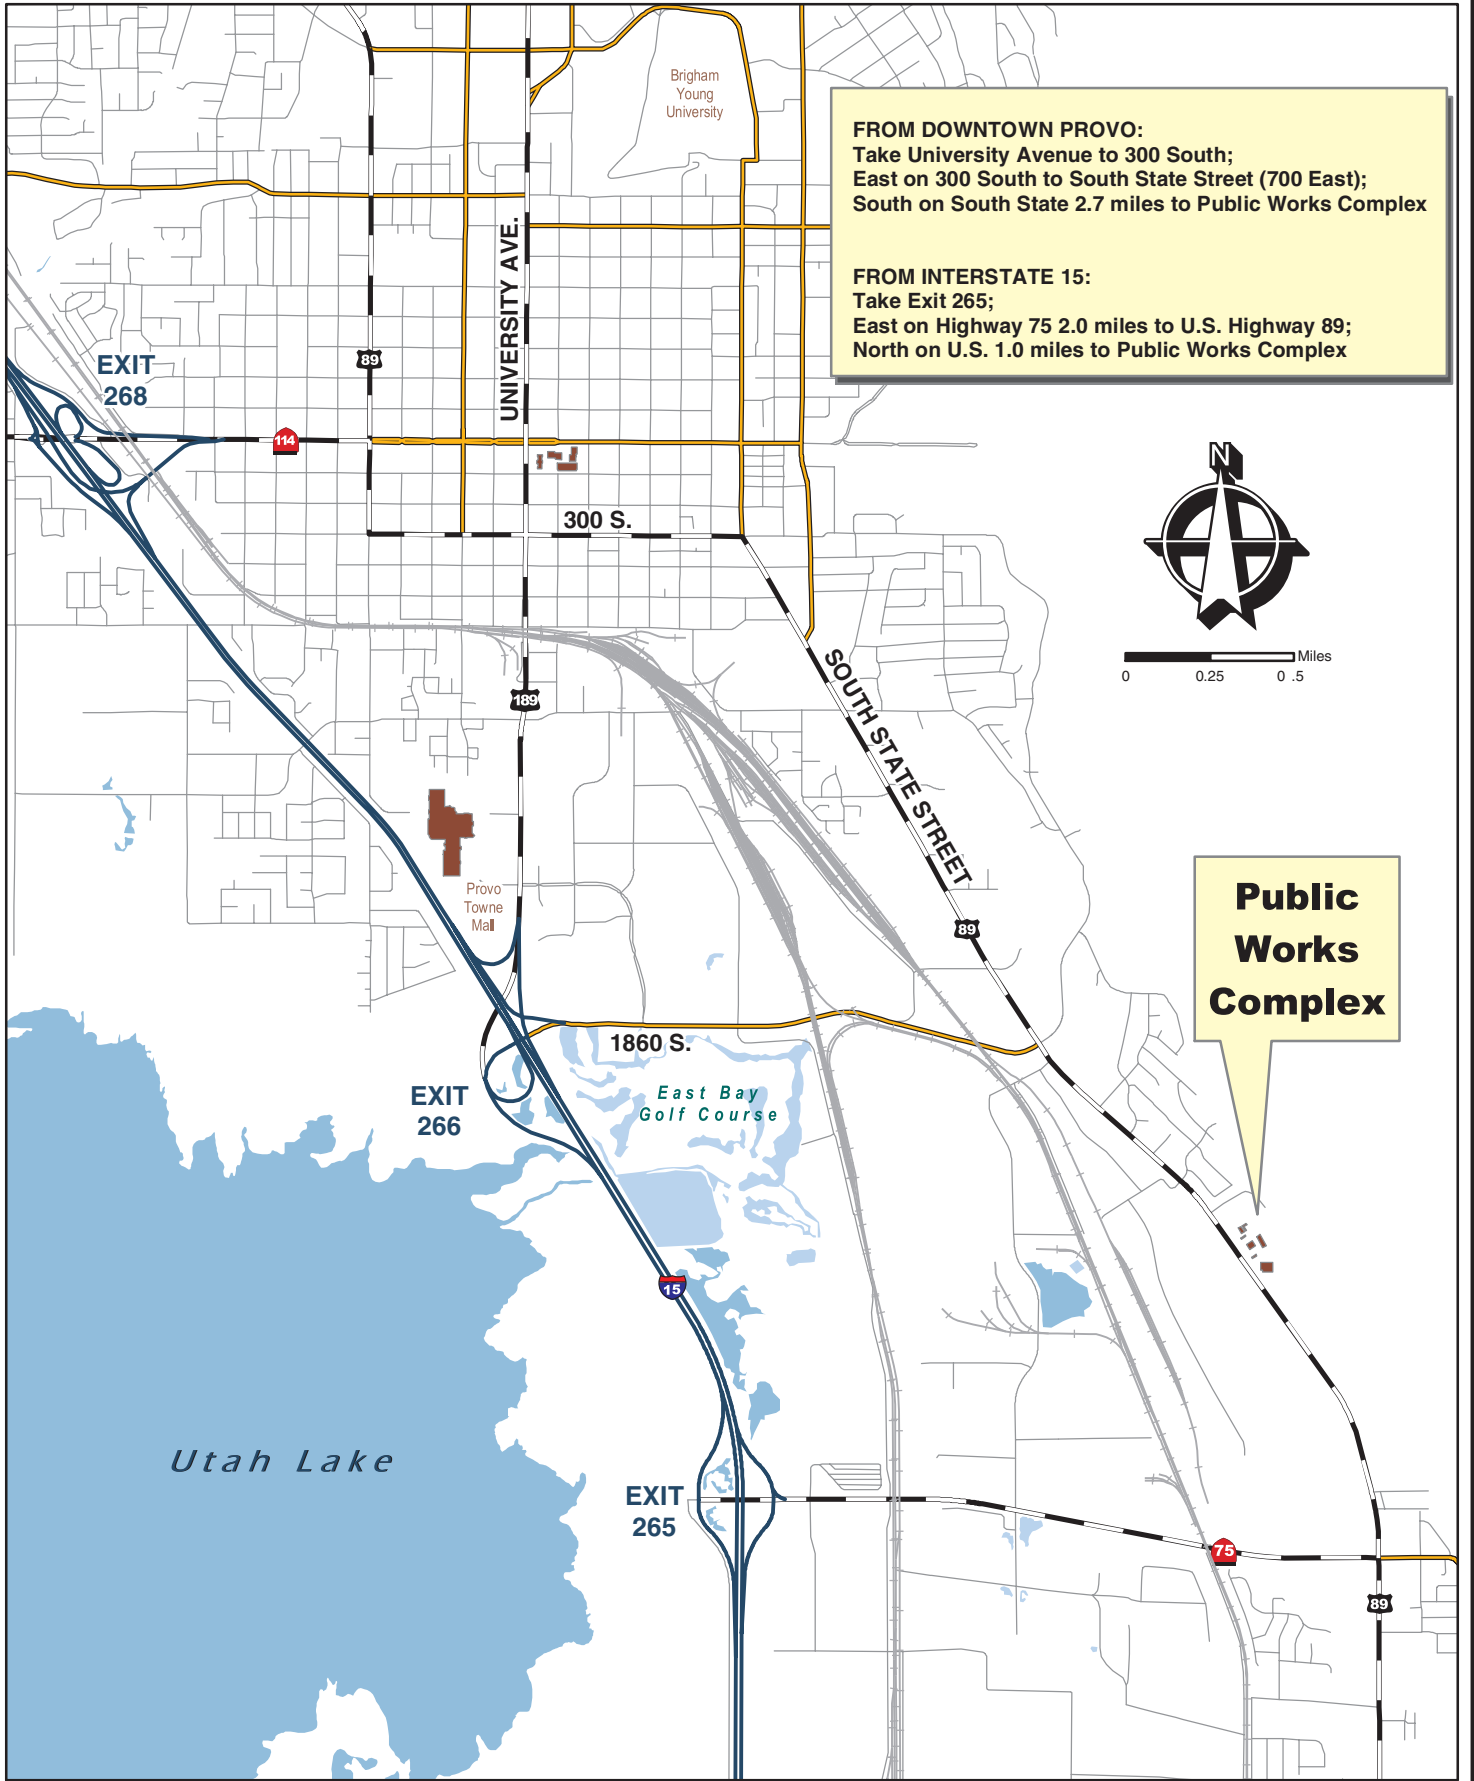 Brigham
Young
University
FROM DOWNTOWN PROVO:
Take University Avenue to 300 South;
East on 300 South to South State Street (700 East);
South on South State 2.7 miles to Public Works Complex
FROM INTERSTATE 15:
Take Exit 265;
East on Highway 75 2.0 miles to U.S. Highway 89;
North on U.S. 1.0 miles to Public Works Complex
UNIVERSITY AVE.
EXIT
268
89
114
N
300 S.
Miles
0 0.25 0 .5
189
SOUTH STATE STREET
Provo
Towne
Mall
89
Public
Works
Complex
1860 S.
EXIT
266
East Bay
Golf Course
15
Utah Lake
EXIT
265
75
89